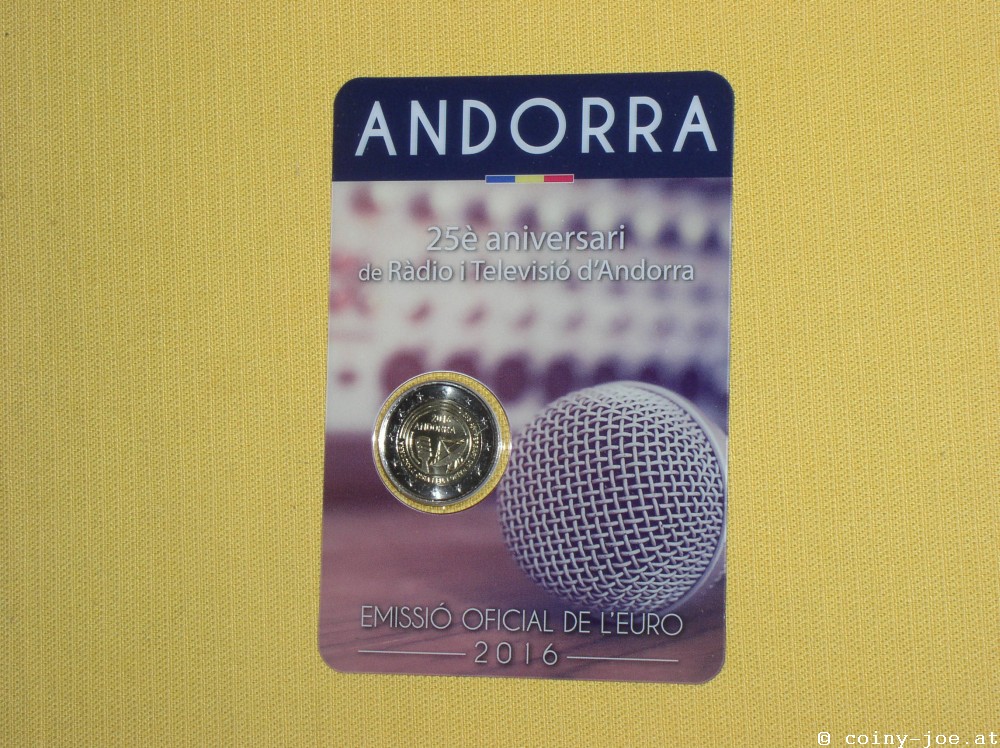 ANDORRA
25è aniversari
de Ràdio i Televisió d'Andorra
2016
ANDORRA
EMISSIÓ OFICIAL DE L'EURO
2016
© coiny-joe.at